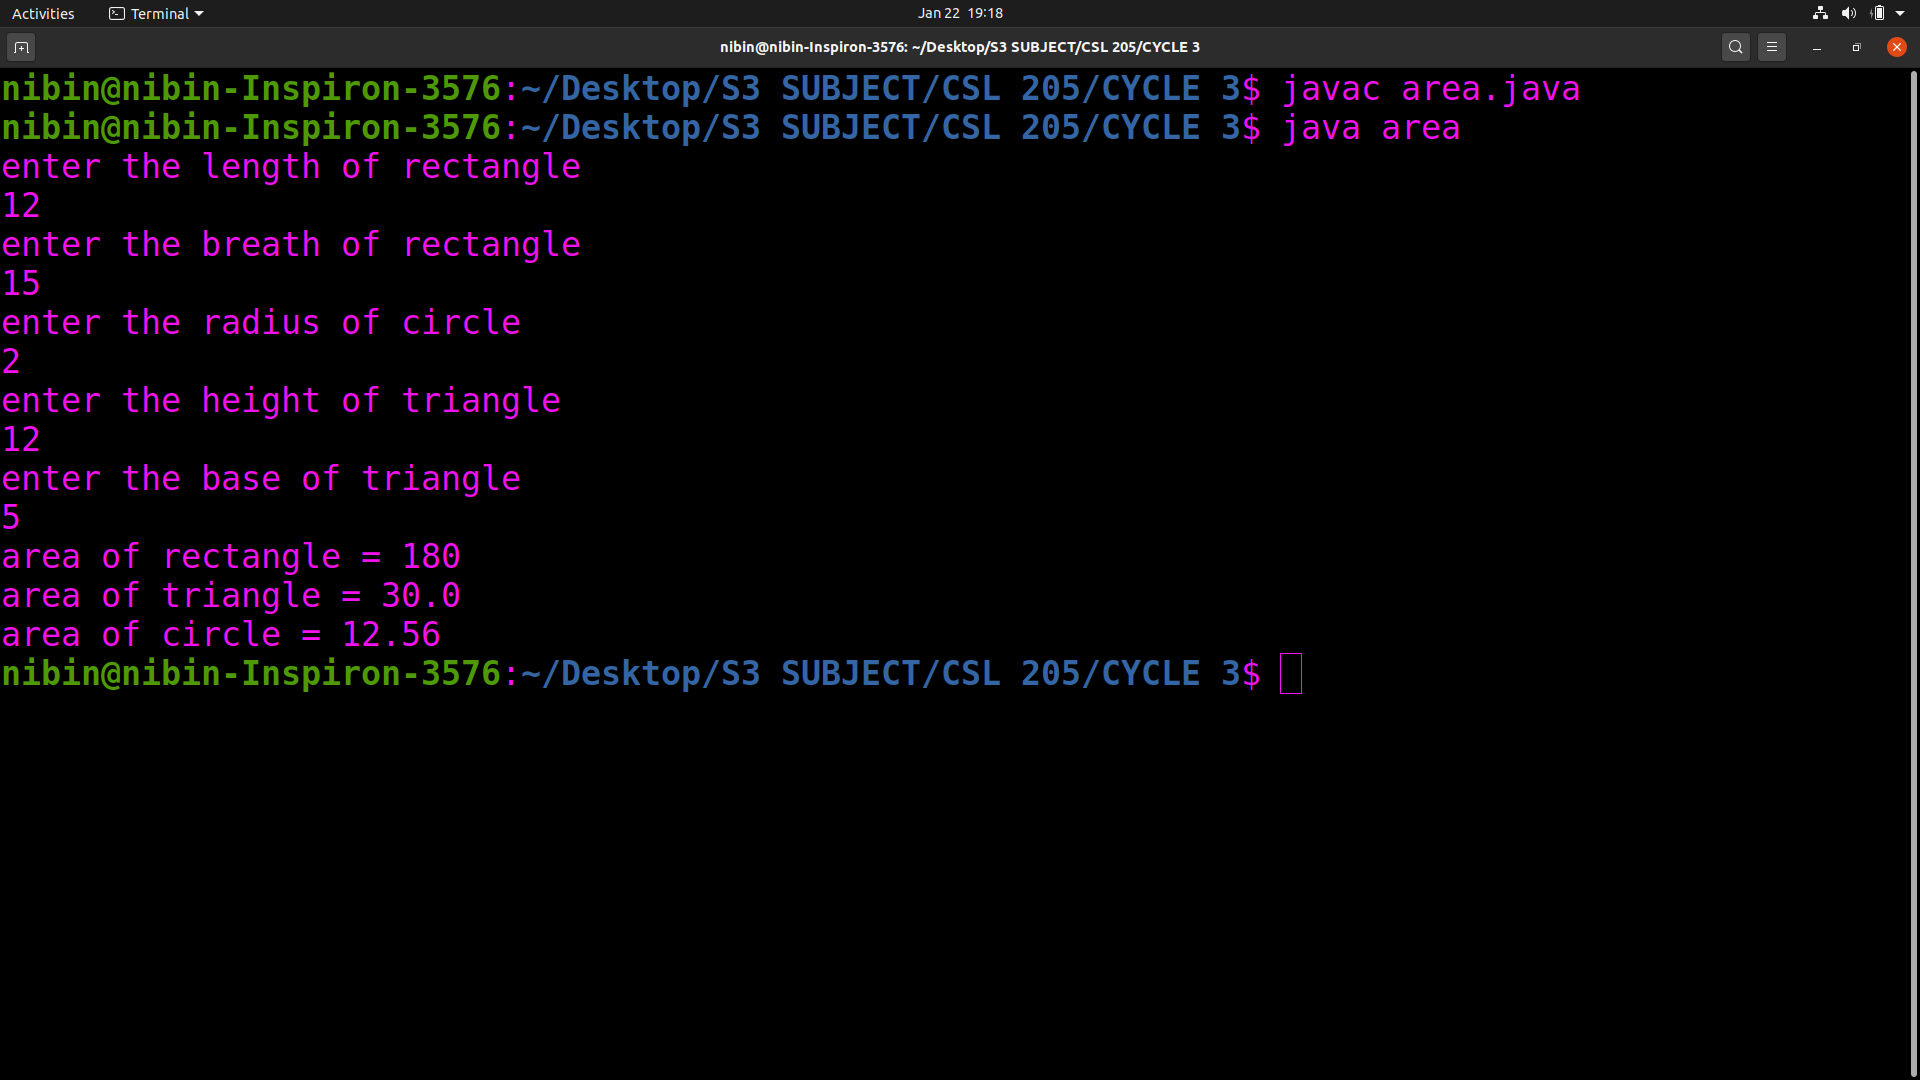 Activities Terminal Jan 22 19:18
nibin@nibin-Inspiron-3576: ~/Desktop/S3 SUBJECT/CSL 205/CYCLE 3
nibin@nibin-Inspiron-3576:~/Desktop/S3 SUBJECT/CSL 205/CYCLE 3$ javac area.java
nibin@nibin-Inspiron-3576:~/Desktop/S3 SUBJECT/CSL 205/CYCLE 3$ java area
enter the length of rectangle
12
enter the breath of rectangle
15
enter the radius of circle
2
enter the height of triangle
12
enter the base of triangle
5
area of rectangle = 180
area of triangle = 30.0
area of circle = 12.56
nibin@nibin-Inspiron-3576:~/Desktop/S3 SUBJECT/CSL 205/CYCLE 3$